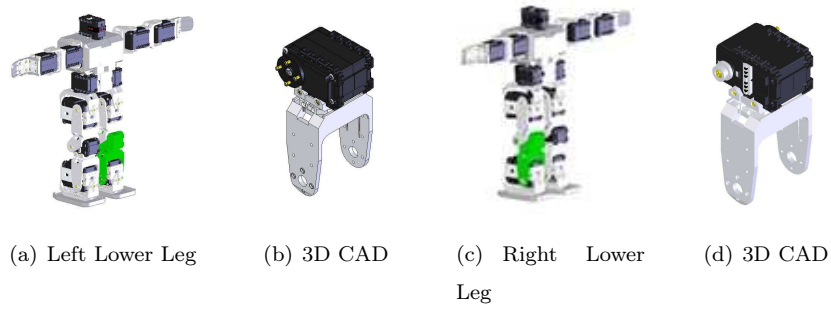 (a) Left Lower Leg
(b) 3D CAD
(c) Right Lower
Leg
(d) 3D CAD